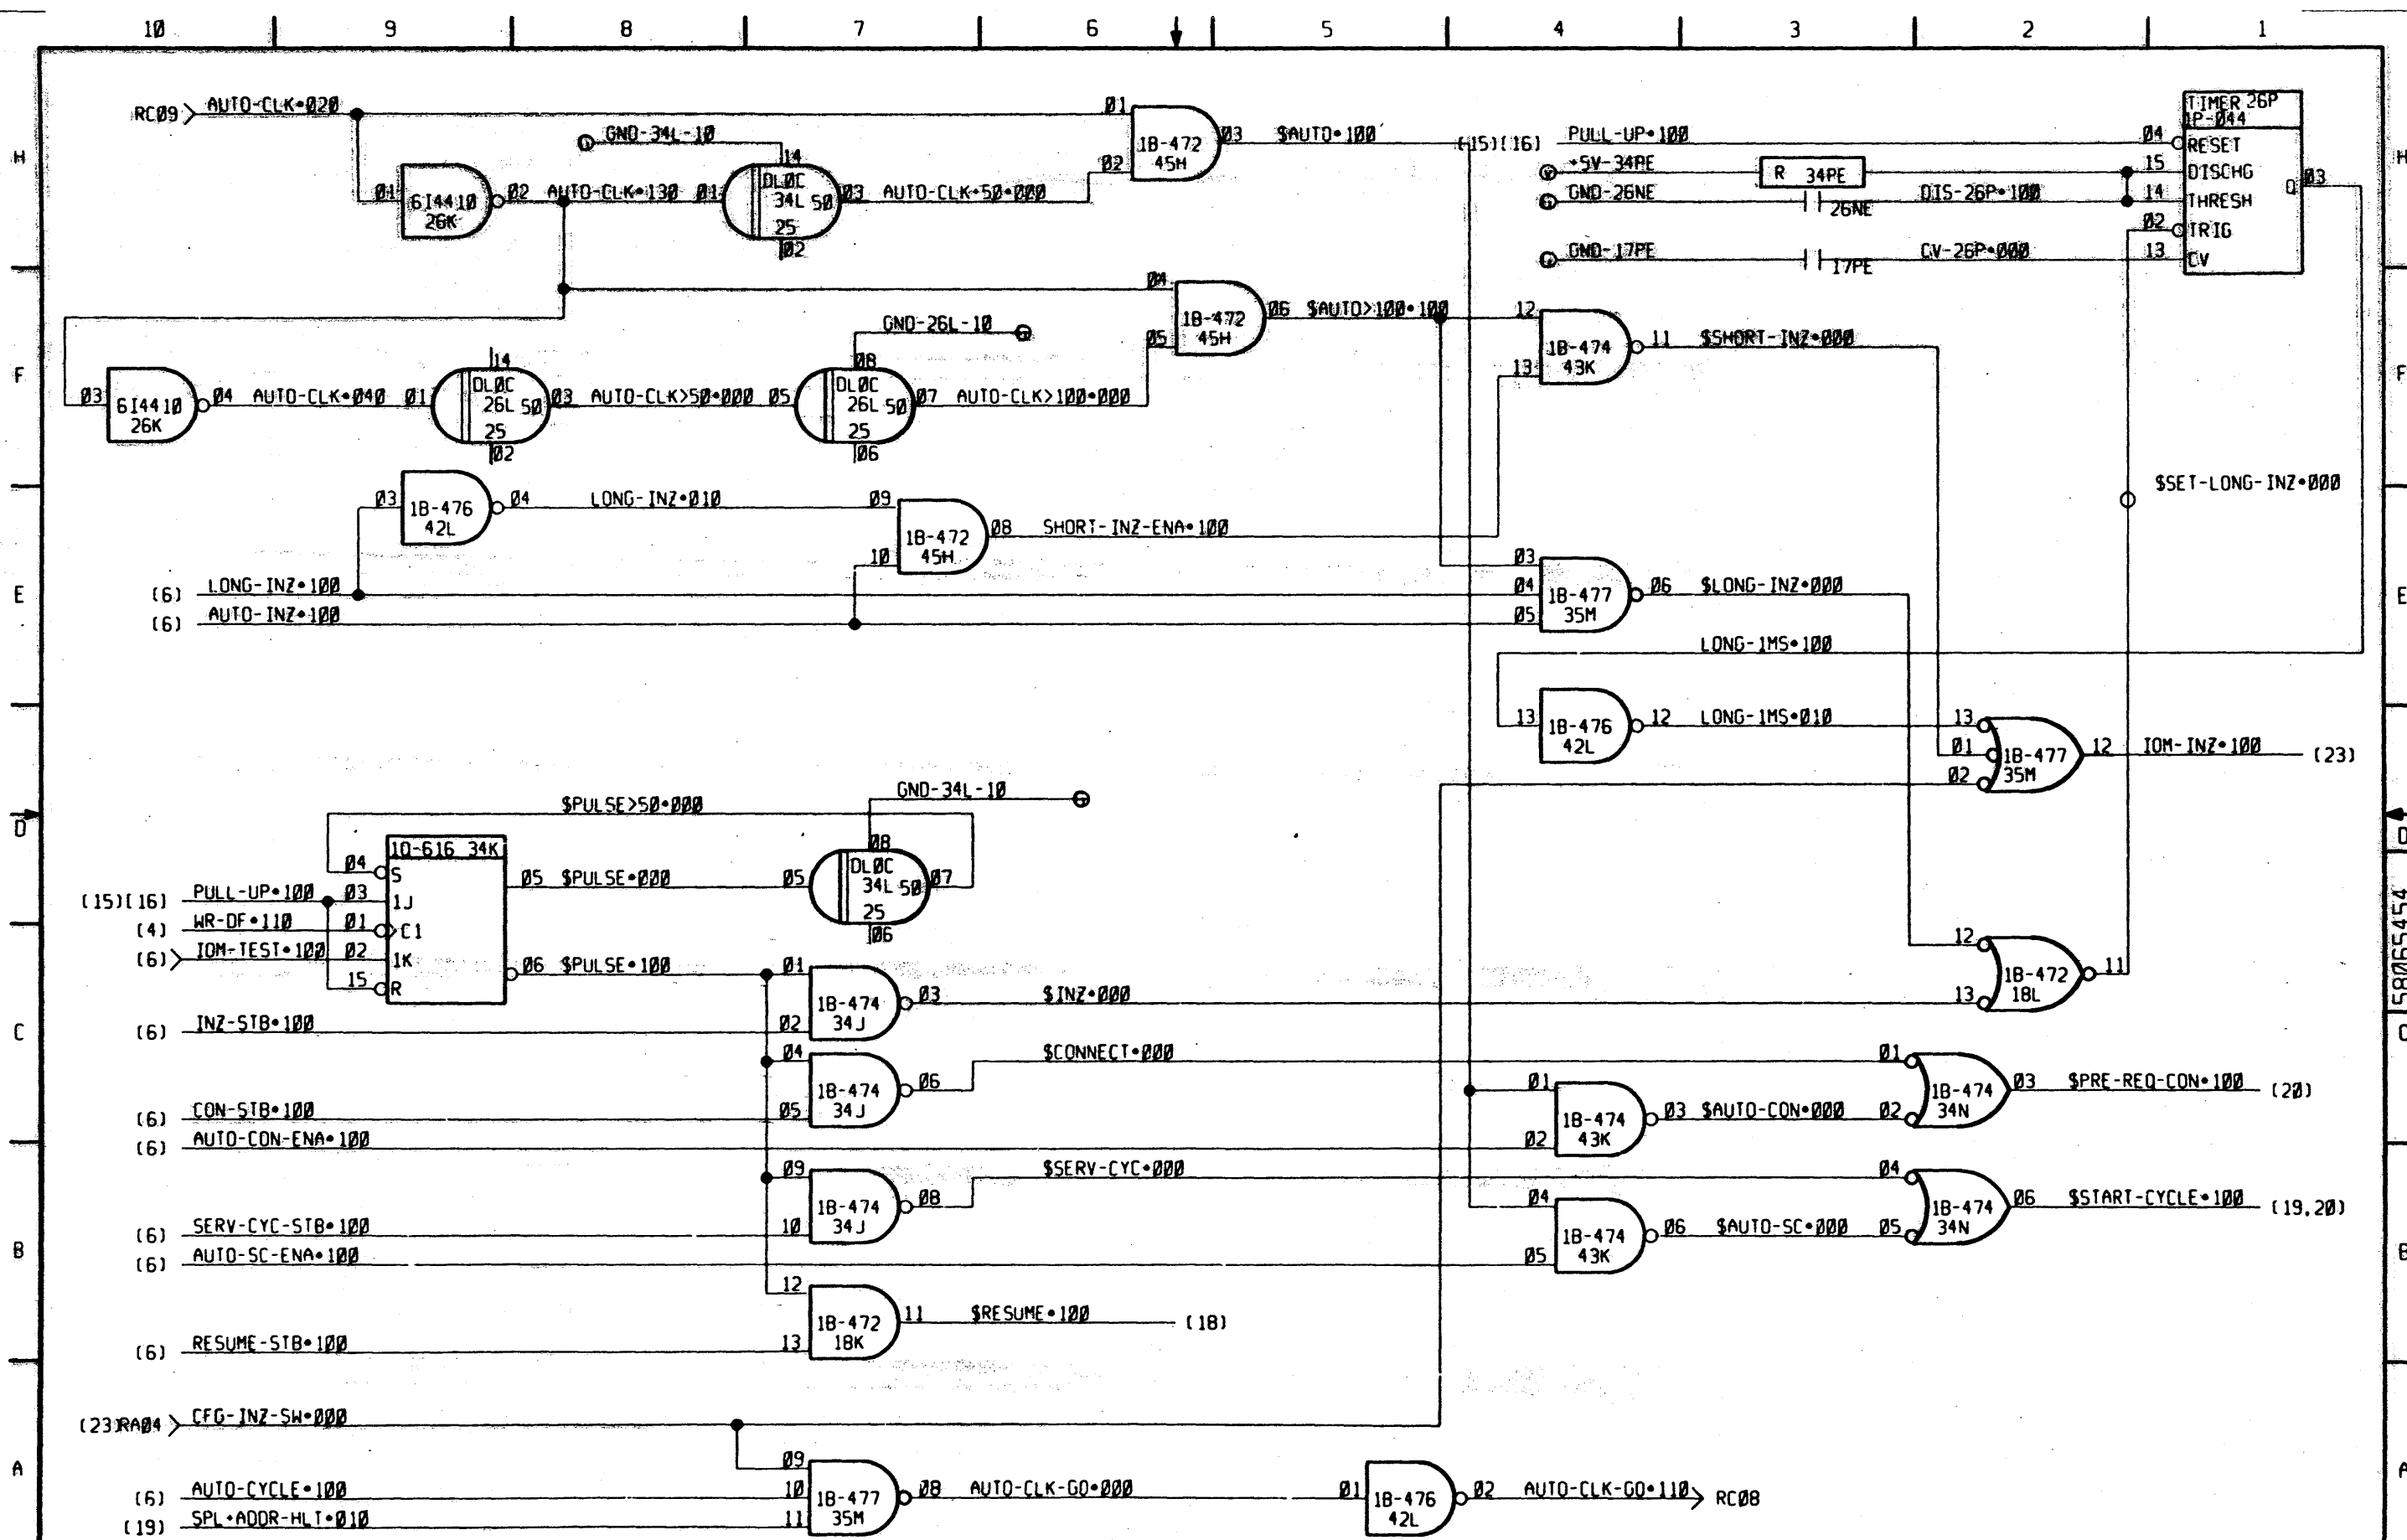 10 9 8 7 6 5 4 3 2 1
H
RC09 AUTO-CLK•020
GND-34L-10
14
01 6I4410 26K 02
AUTO-CLK•130
01 DL0C 34L 50 25 02 03
AUTO-CLK+50•000
01 02 1B-472 45H 03
$AUTO•100
(15)(16) PULL-UP•100
+5V-34PE
R 34PE
GND-26NE
26NE
DIS-26P•100
GND-17PE
17PE
CV-26P•000
TIMER 26P
1P-044
04 RESET
15 DISCHG
14 THRESH
02 TRIG
13 CV
Q 03
H
F
03 6I4410 26K 04
AUTO-CLK•040
14
01 DL0C 26L 50 25 02 03
AUTO-CLK>50•000
GND-26L-10
08
05 DL0C 26L 50 25 06 07
AUTO-CLK>100•000
04 05 1B-472 45H 06
$AUTO>100•100
12 13 1B-474 43K 11
$SHORT-INZ•000
F
E
03 1B-476 42L 04
LONG-INZ•010
09 10 1B-472 45H 08
SHORT-INZ-ENA•100
$SET-LONG-INZ•000
(6) LONG-INZ•100
(6) AUTO-INZ•100
03 04 05 1B-477 35M 06
$LONG-INZ•000
LONG-1MS•100
E
13 1B-476 42L 12
LONG-1MS•010
13 01 02 1B-477 35M 12
IOM-INZ•100 (23)
D
$PULSE>50•000
GND-34L-10
1D-616 34K
04 S
(15)(16) PULL-UP•100 03 1J
(4) WR-DF•110 01 C1
(6) IOM-TEST•100 02 1K
15 R
05 $PULSE•000
08
05 DL0C 34L 50 25 06 07
06 $PULSE•100
D
58065454
C
01 02 1B-474 34J 03
$INZ•000
(6) INZ-STB•100
12 13 1B-472 18L 11
04 05 1B-474 34J 06
$CONNECT•000
(6) CON-STB•100
(6) AUTO-CON-ENA•100
01 02 1B-474 43K 03
$AUTO-CON•000
01 02 1B-474 34N 03
$PRE-REQ-CON•100 (20)
C
B
09 10 1B-474 34J 08
$SERV-CYC•000
(6) SERV-CYC-STB•100
(6) AUTO-SC-ENA•100
04 05 1B-474 43K 06
$AUTO-SC•000
04 05 1B-474 34N 06
$START-CYCLE•100 (19,20)
B
12 13 1B-472 18K 11
$RESUME•100 (18)
(6) RESUME-STB•100
A
(23)RA04 CFG-INZ-SW•000
(6) AUTO-CYCLE•100
(19) SPL+ADDR-HLT•010
09 10 11 1B-477 35M 08
AUTO-CLK-GO•000
01 1B-476 42L 02
AUTO-CLK-GO•110 RC08
A